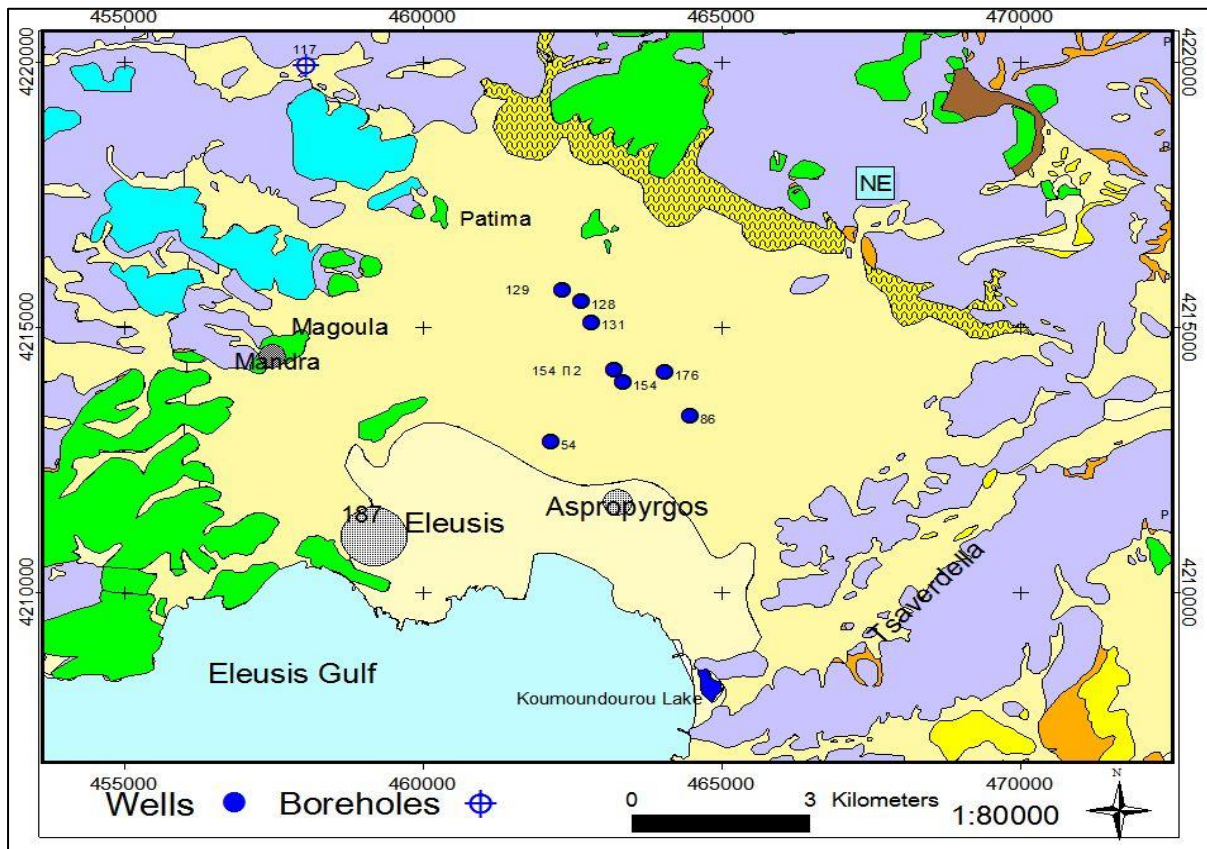 455000 460000 465000 470000
4220000
4220000
117
P
NE
P
Patima
129
128
4215000
4215000
131
Magoula
Mandra
154 Π2
176
154
86
54
Aspropyrgos
187
Eleusis
P
4210000
4210000
Tsaverdella
Eleusis Gulf
Koumoundourou Lake
455000 460000 465000 470000
Wells Boreholes
0 3 Kilometers
1:80000
N